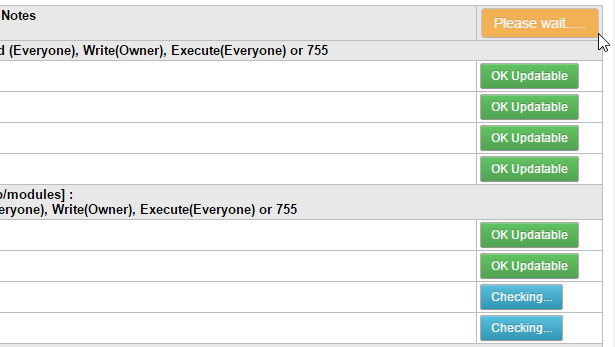 Notes
Please wait.....
d (Everyone), Write(Owner), Execute(Everyone) or 755
OK Updatable
OK Updatable
OK Updatable
OK Updatable
o/modules] :
eryone), Write(Owner), Execute(Everyone) or 755
OK Updatable
OK Updatable
Checking...
Checking...